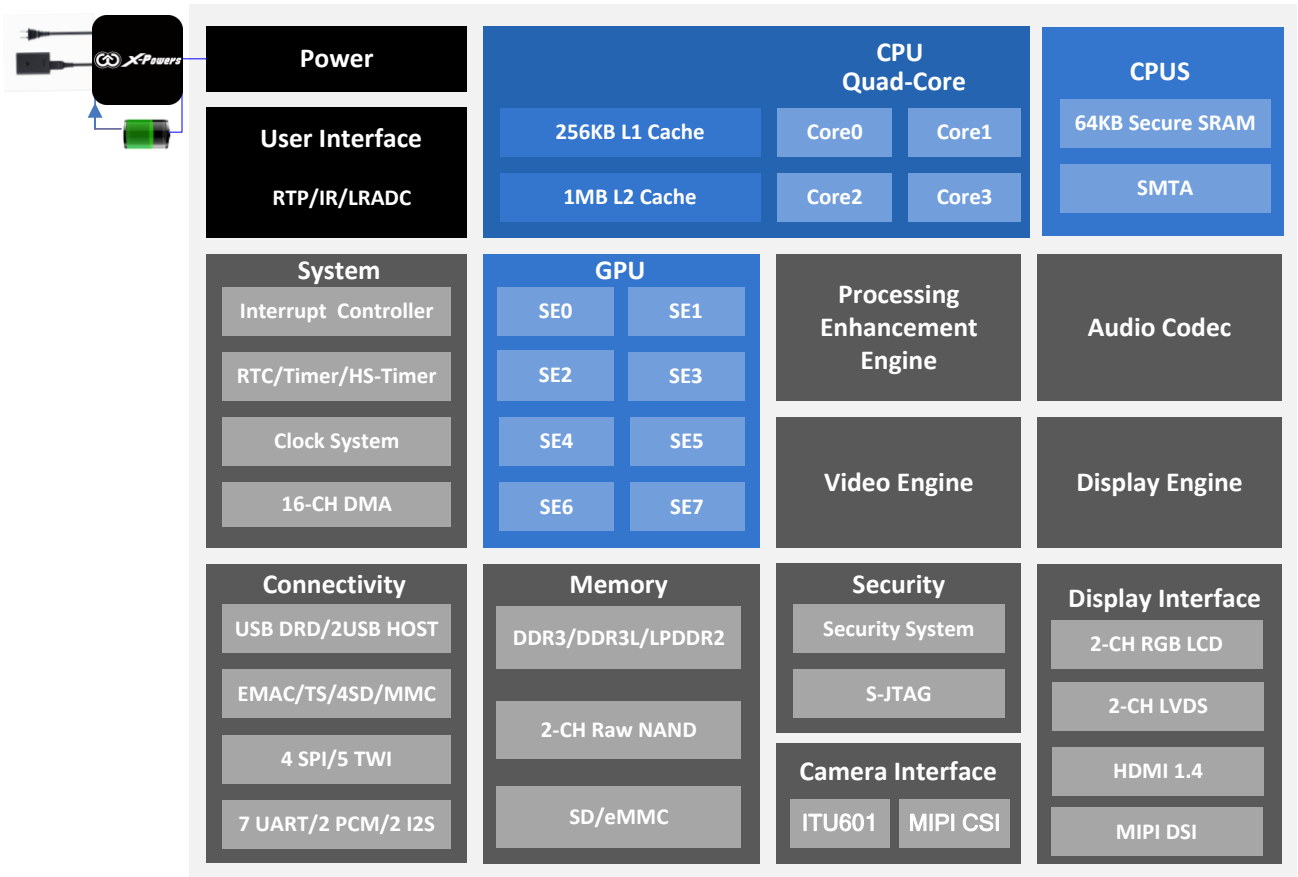 X-Powers
Power
User Interface
RTP/IR/LRADC
CPU
Quad-Core
256KB L1 Cache
Core0
Core1
1MB L2 Cache
Core2
Core3
CPUS
64KB Secure SRAM
SMTA
System
Interrupt Controller
RTC/Timer/HS-Timer
Clock System
16-CH DMA
GPU
SE0
SE1
SE2
SE3
SE4
SE5
SE6
SE7
Processing
Enhancement
Engine
Audio Codec
Video Engine
Display Engine
Connectivity
USB DRD/2USB HOST
EMAC/TS/4SD/MMC
4 SPI/5 TWI
7 UART/2 PCM/2 I2S
Memory
DDR3/DDR3L/LPDDR2
2-CH Raw NAND
SD/eMMC
Security
Security System
S-JTAG
Camera Interface
ITU601
MIPI CSI
Display Interface
2-CH RGB LCD
2-CH LVDS
HDMI 1.4
MIPI DSI